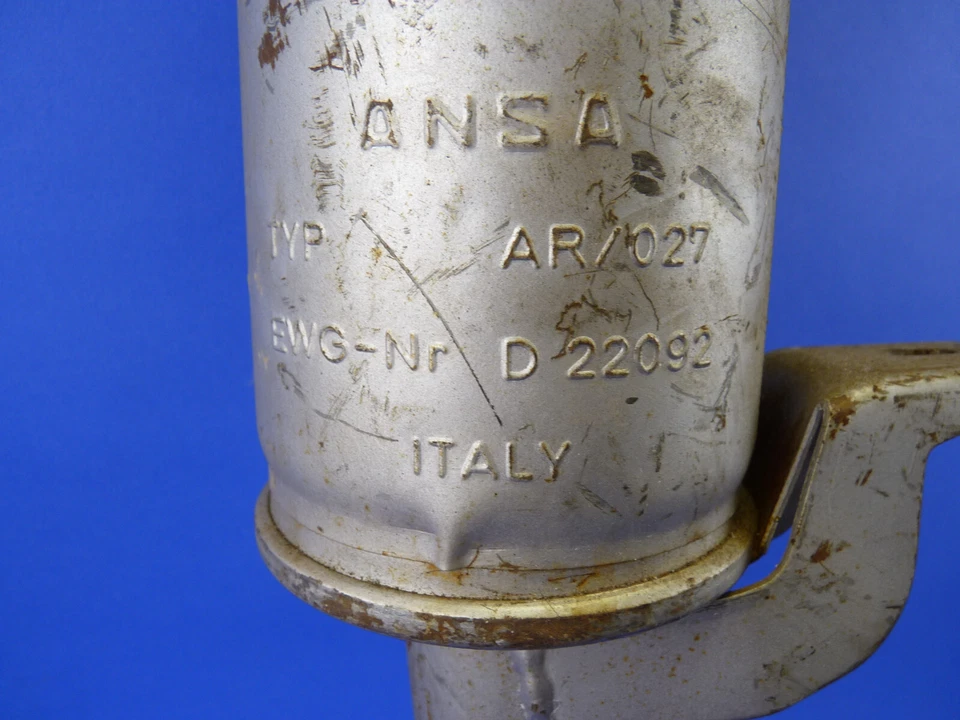 ANSA
TYP AR/027
EWG-Nr D 22092
ITALY